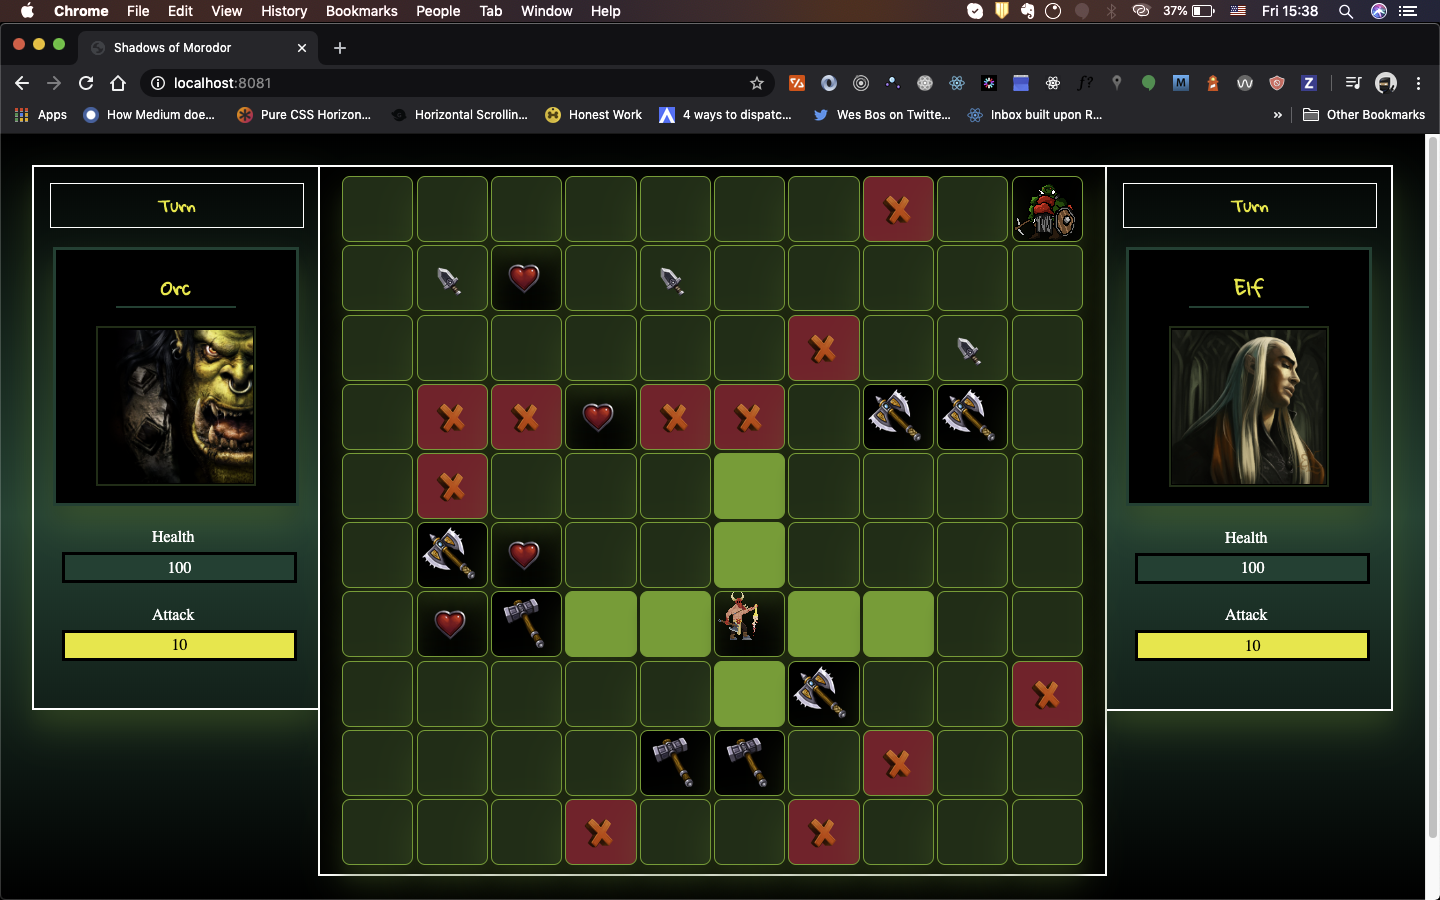 Chrome File Edit View History Bookmarks People Tab Window Help 37% Fri 15:38
Shadows of Morodor
localhost:8081
Apps How Medium doe... Pure CSS Horizon... Horizontal Scrollin... Honest Work 4 ways to dispatc... Wes Bos on Twitte... Inbox built upon R... » Other Bookmarks
Turn
Orc
Health
100
Attack
10
Turn
Elf
Health
100
Attack
10